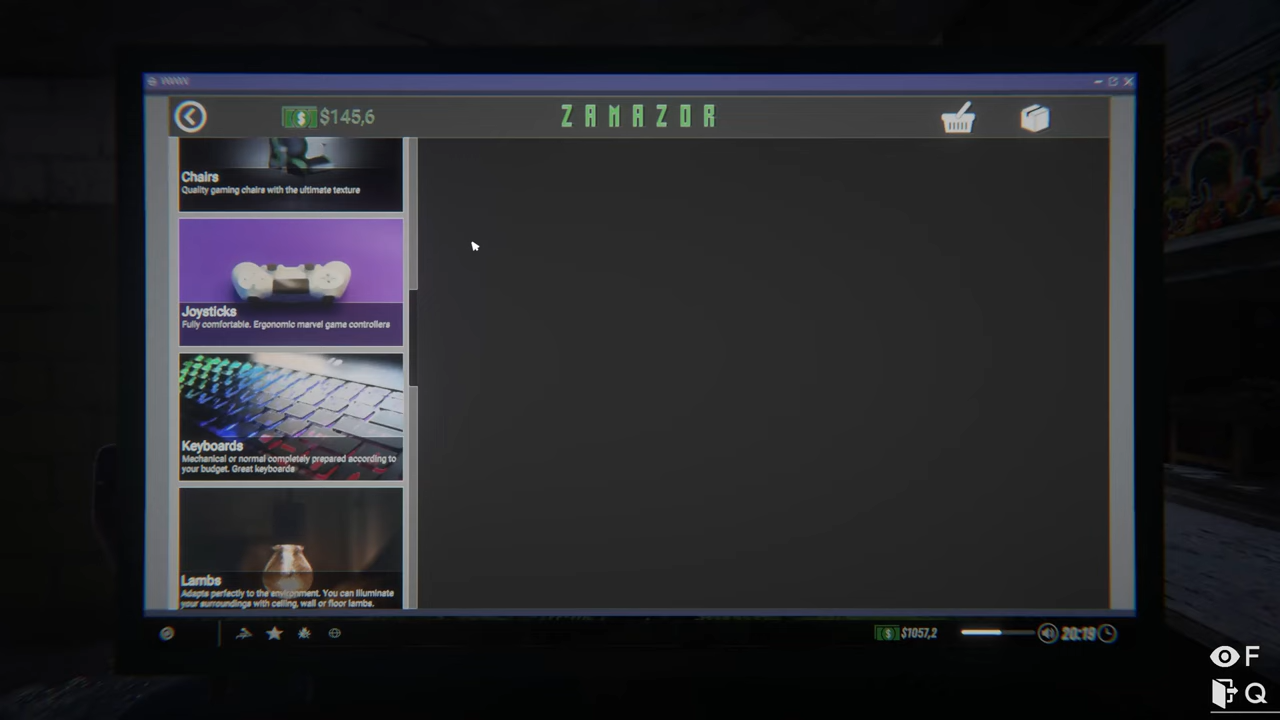 $145,6
ZAMAZOR
Chairs
Quality gaming chairs with the ultimate texture
Joysticks
Fully comfortable. Ergonomic marvel game controllers
Keyboards
Mechanical or normal completely prepared according to
your budget. Great keyboards
Lambs
Adapts perfectly to the environment. You can illuminate
your surroundings with ceiling, wall or floor lambs.
$1057,2
20:19
F
Q